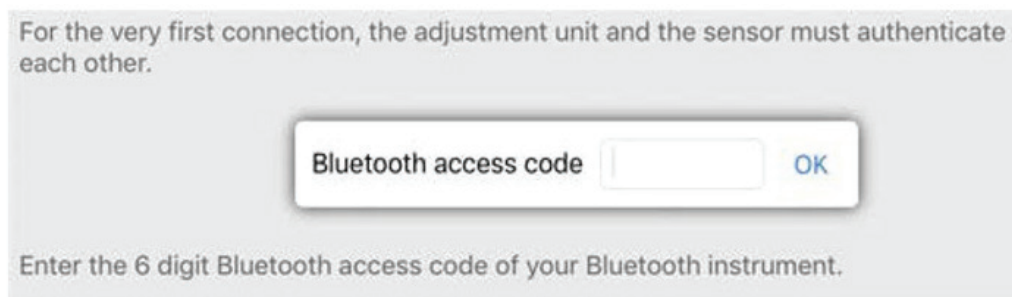 For the very first connection, the adjustment unit and the sensor must authenticate
each other.
Bluetooth access code OK
Enter the 6 digit Bluetooth access code of your Bluetooth instrument.